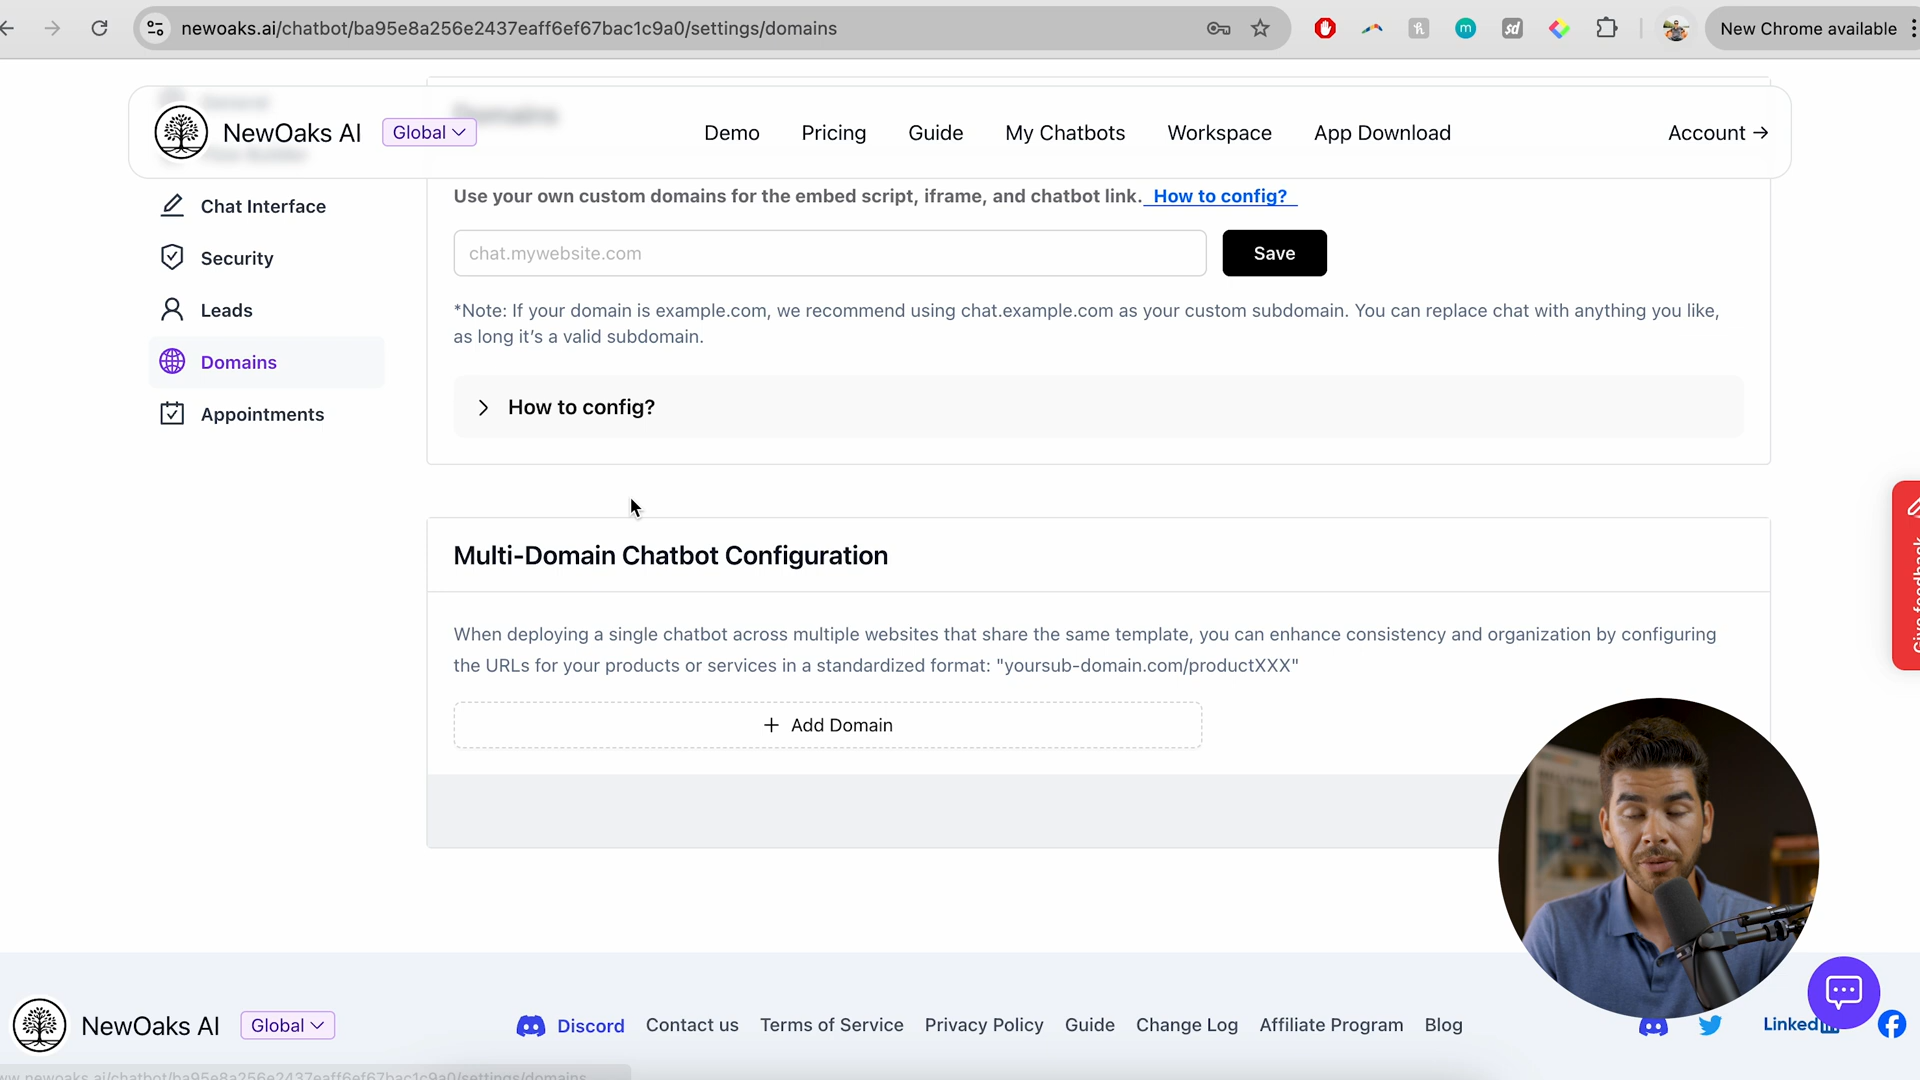 newoaks.ai/chatbot/ba95e8a256e2437eaff6ef67bac1c9a0/settings/domains
New Chrome available
General
Domains
NewOaks AI
Global
Demo
Pricing
Guide
My Chatbots
Workspace
App Download
Account →
Chat Interface
Security
Leads
Domains
Appointments
Use your own custom domains for the embed script, iframe, and chatbot link. How to config?
chat.mywebsite.com
Save
*Note: If your domain is example.com, we recommend using chat.example.com as your custom subdomain. You can replace chat with anything you like,
as long it's a valid subdomain.
How to config?
Multi-Domain Chatbot Configuration
When deploying a single chatbot across multiple websites that share the same template, you can enhance consistency and organization by configuring
the URLs for your products or services in a standardized format: "yoursub-domain.com/productXXX"
+ Add Domain
Give feedback
NewOaks AI
Global
Discord
Contact us
Terms of Service
Privacy Policy
Guide
Change Log
Affiliate Program
Blog
Linked